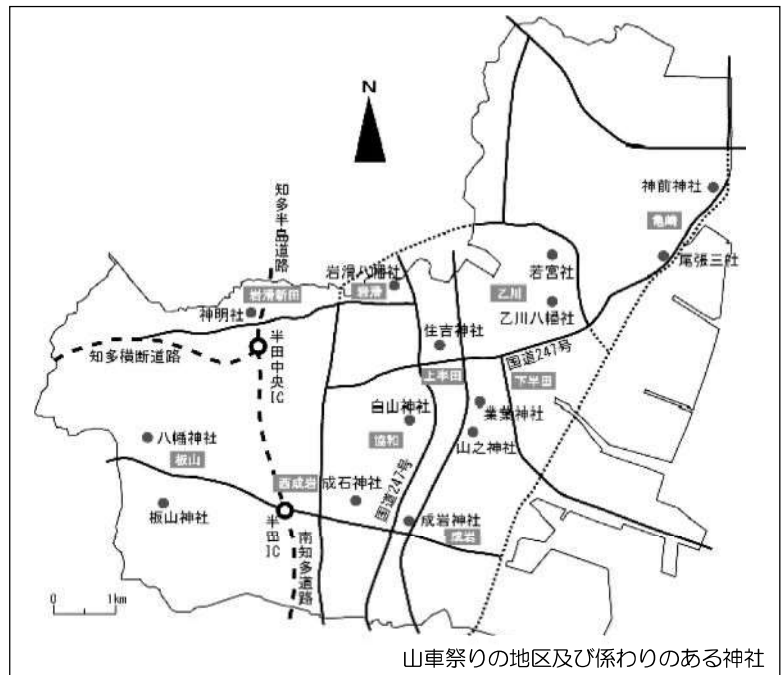 N
神前神社
亀崎
尾張三社
知多半島道路
岩滑八幡社
岩滑
岩滑新田
神明社
若宮社
乙川
乙川八幡社
住吉神社
国道247号
知多横断道路
半田中央IC
上半田
下半田
白山神社
業葉神社
協和
山之神社
八幡神社
板山
西成岩
成石神社
国道247号
板山神社
成岩神社
成岩
半田IC
南知多道路
0 1km
山車祭りの地区及び係わりのある神社